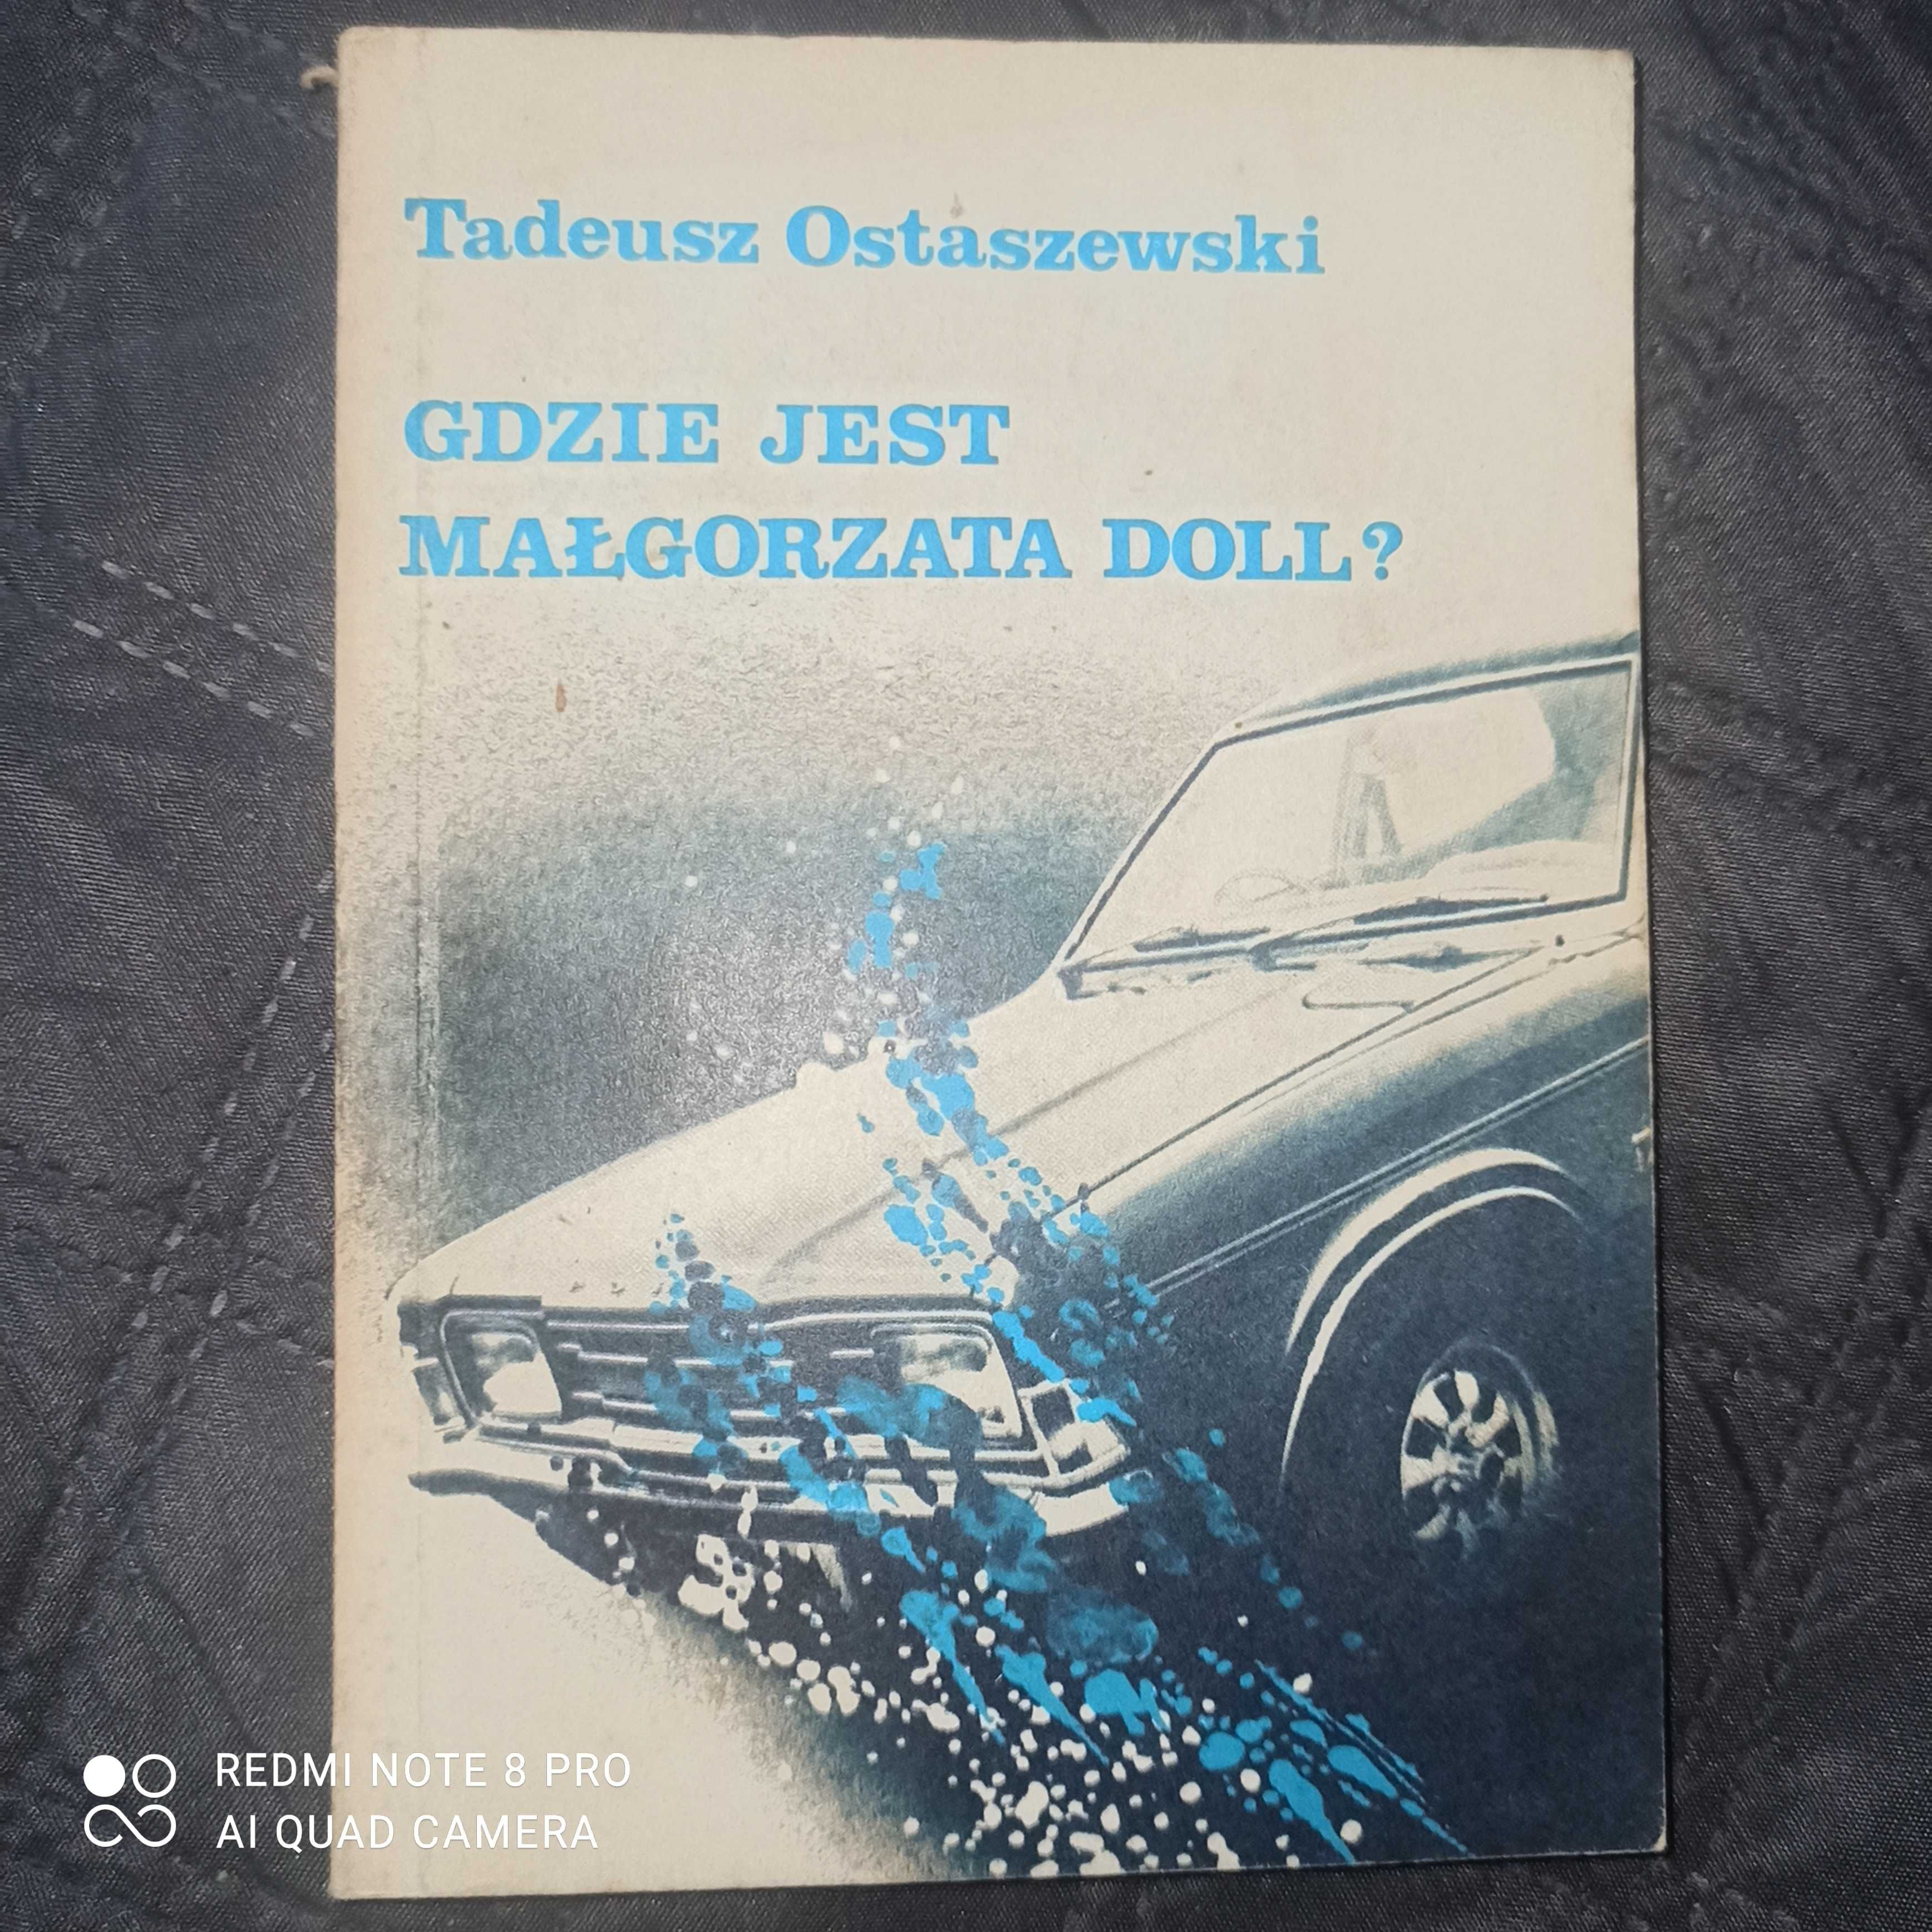 Tadeusz Ostaszewski
GDZIE JEST
MAŁGORZATA DOLL?
REDMI NOTE 8 PRO
AI QUAD CAMERA